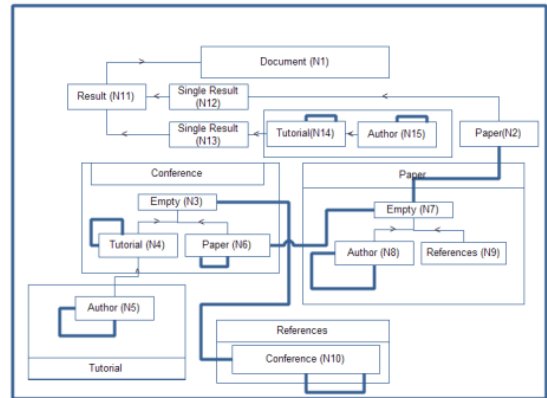 Document (N1)
Result (N11)
Single Result
(N12)
Single Result
(N13)
Tutorial(N14)
Author (N15)
Paper(N2)
Conference
Empty (N3)
Tutorial (N4)
Paper (N6)
Paper
Empty (N7)
Author (N8)
References (N9)
Author (N5)
Tutorial
References
Conference (N10)